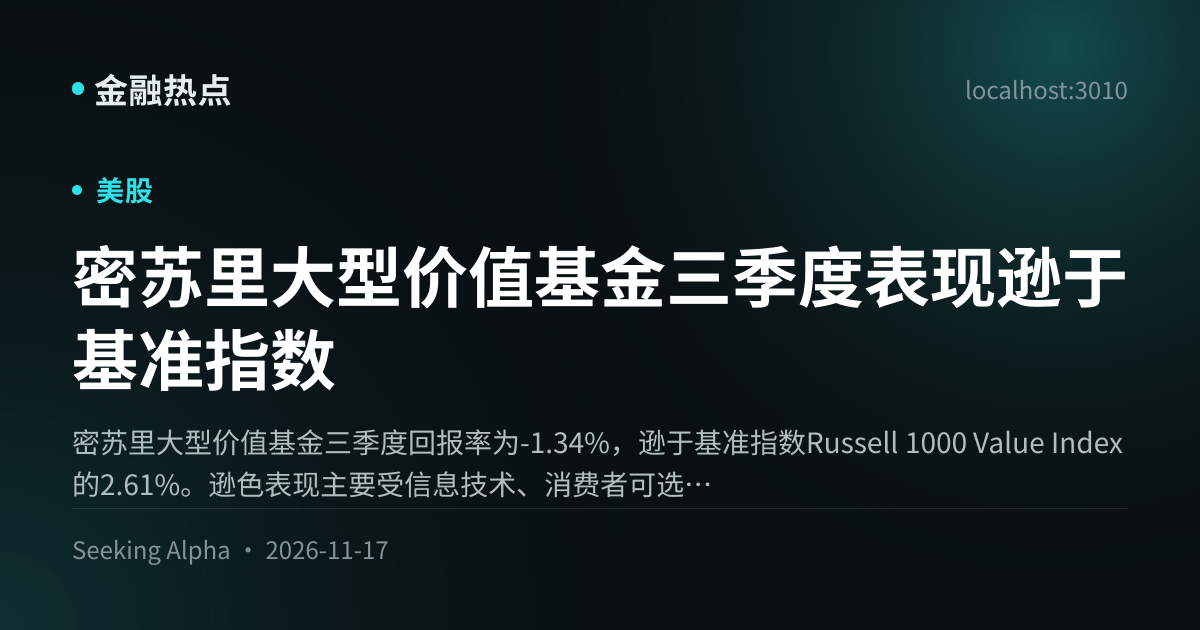 金融热点
localhost:3010
美股
密苏里大型价值基金三季度表现逊于
基准指数
密苏里大型价值基金三季度回报率为-1.34%，逊于基准指数Russell 1000 Value Index
的2.61%。逊色表现主要受信息技术、消费者可选…
Seeking Alpha · 2026-11-17